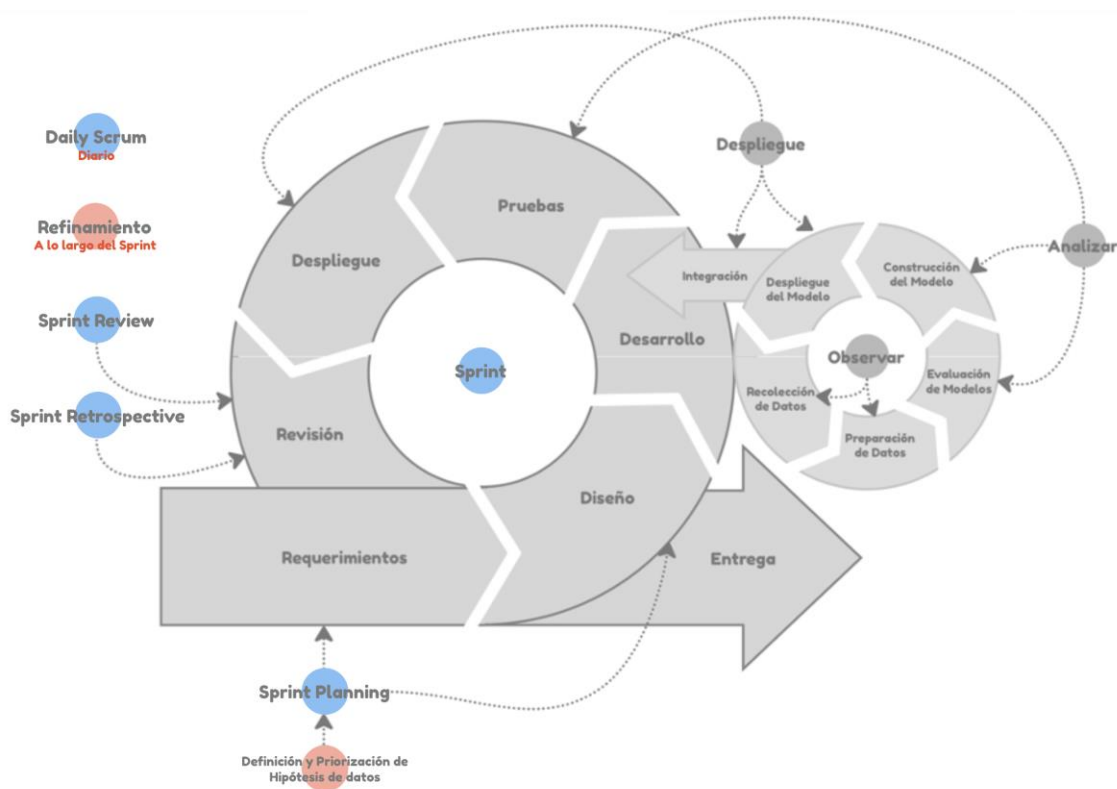 Daily Scrum
Diario
Refinamiento
A lo largo del Sprint
Sprint Review
Sprint Retrospective
Despliegue
Pruebas
Desarrollo
Diseño
Revisión
Sprint
Requerimientos
Entrega
Sprint Planning
Definición y Priorización de
Hipótesis de datos
Despliegue
Analizar
Integración
Despliegue
del Modelo
Construcción
del Modelo
Observar
Evaluación
de Modelos
Recolección
de Datos
Preparación
de Datos